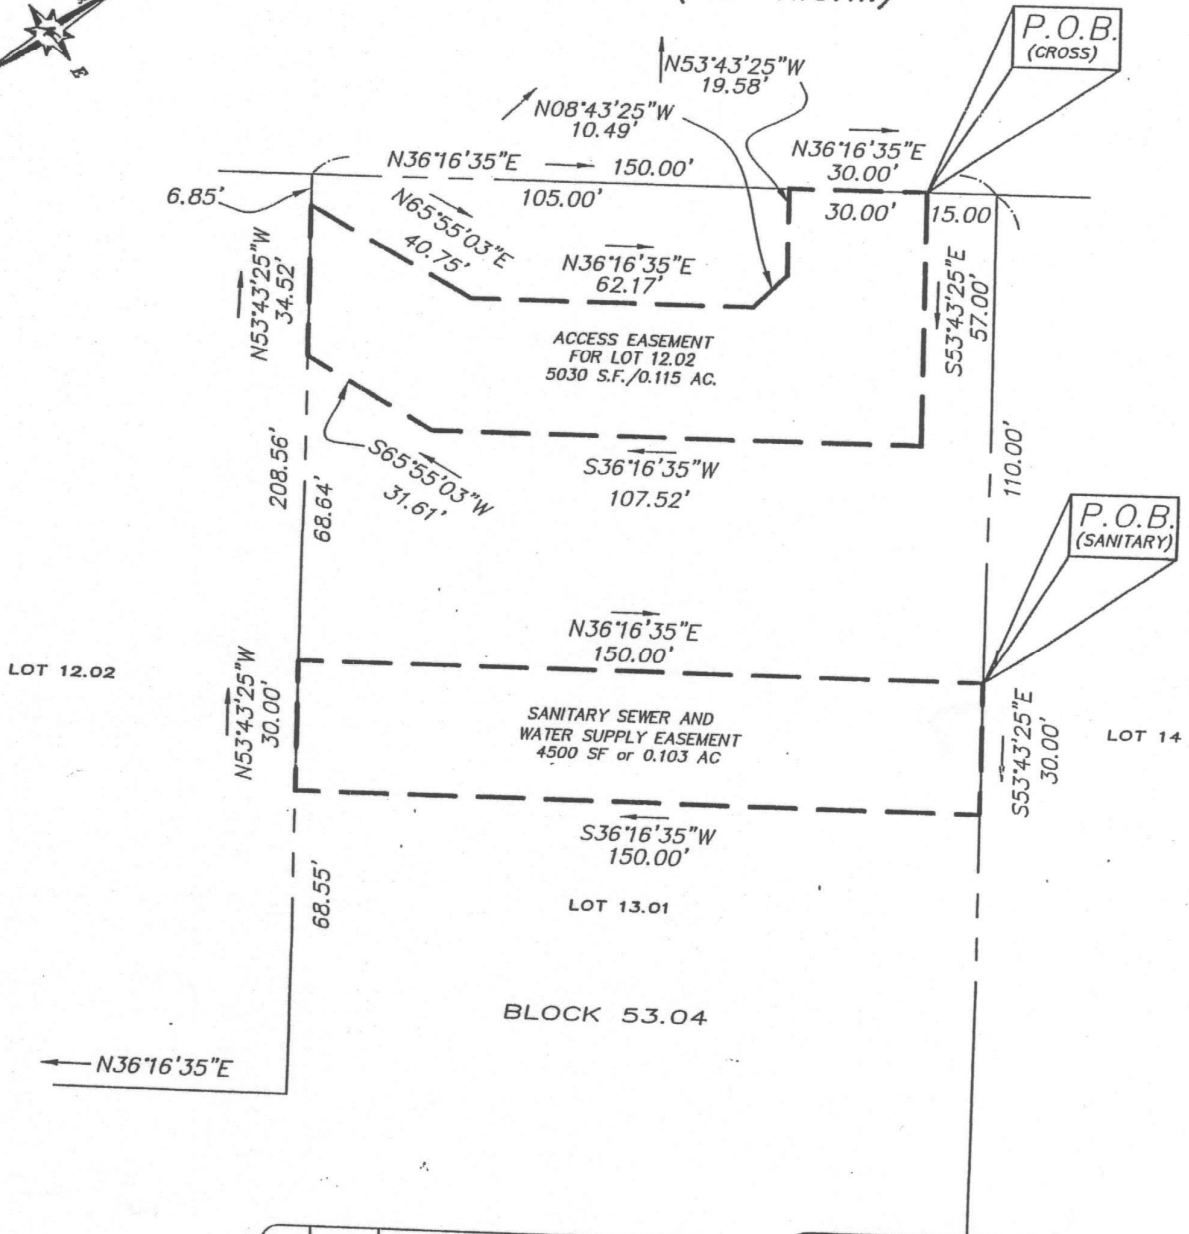 E
P.O.B.
(CROSS)
N53°43'25"W
19.58'
N08°43'25"W
10.49'
N36°16'35"E
30.00'
N36°16'35"E 150.00'
6.85'
105.00'
30.00'
15.00
N65°55'03"E
40.75'
N36°16'35"E
62.17'
N53°43'25"W
34.52'
S53°43'25"E
57.00'
ACCESS EASEMENT
FOR LOT 12.02
5030 S.F./0.115 AC.
S65°55'03"W
31.61'
S36°16'35"W
107.52'
208.56'
68.64'
110.00'
P.O.B.
(SANITARY)
N36°16'35"E
150.00'
LOT 12.02
N53°43'25"W
30.00'
SANITARY SEWER AND
WATER SUPPLY EASEMENT
4500 SF or 0.103 AC
S53°43'25"E
30.00'
LOT 14
S36°16'35"W
150.00'
68.55'
LOT 13.01
BLOCK 53.04
N36°16'35"E